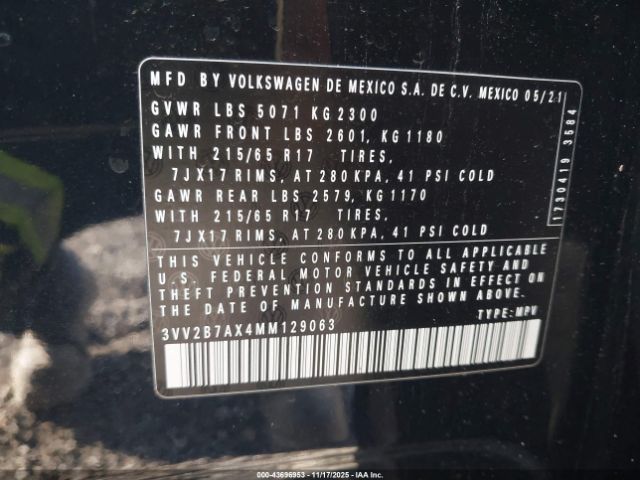 MFD BY VOLKSWAGEN DE MEXICO S.A. DE C.V. MEXICO 05/21
GVWR LBS 5071 KG 2300
GAWR FRONT LBS 2601, KG 1180
WITH 215/65 R17 TIRES,
7JX17 RIMS, AT 280 KPA, 41 PSI COLD
GAWR REAR LBS 2579, KG 1170
WITH 215/65 R17 TIRES,
7JX17 RIMS, AT 280 KPA, 41 PSI COLD
THIS VEHICLE CONFORMS TO ALL APPLICABLE
U.S. FEDERAL MOTOR VEHICLE SAFETY AND
THEFT PREVENTION STANDARDS IN EFFECT ON
THE DATE OF MANUFACTURE SHOWN ABOVE.
3VV2B7AX4MM129063
TYPE: MPV
1730419 3584
00-43696953 - 11/17/2025 - IAA Inc.